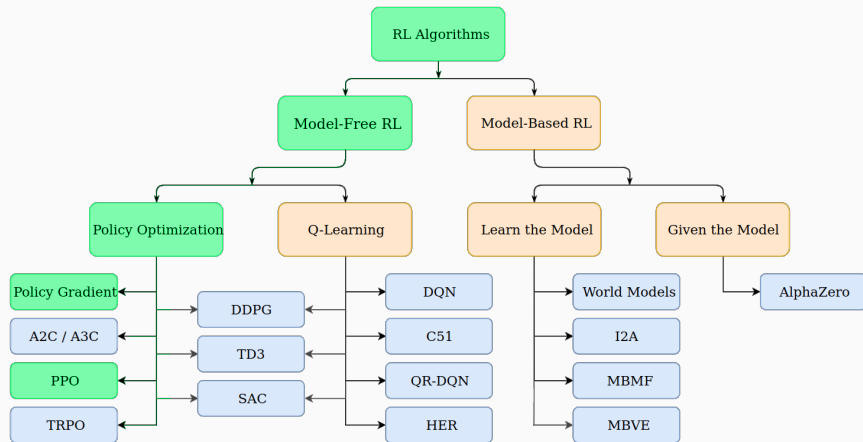 RL Algorithms
Model-Free RL
Model-Based RL
Policy Optimization
Q-Learning
Learn the Model
Given the Model
Policy Gradient
A2C / A3C
PPO
TRPO
DDPG
TD3
SAC
DQN
C51
QR-DQN
HER
World Models
I2A
MBMF
MBVE
AlphaZero